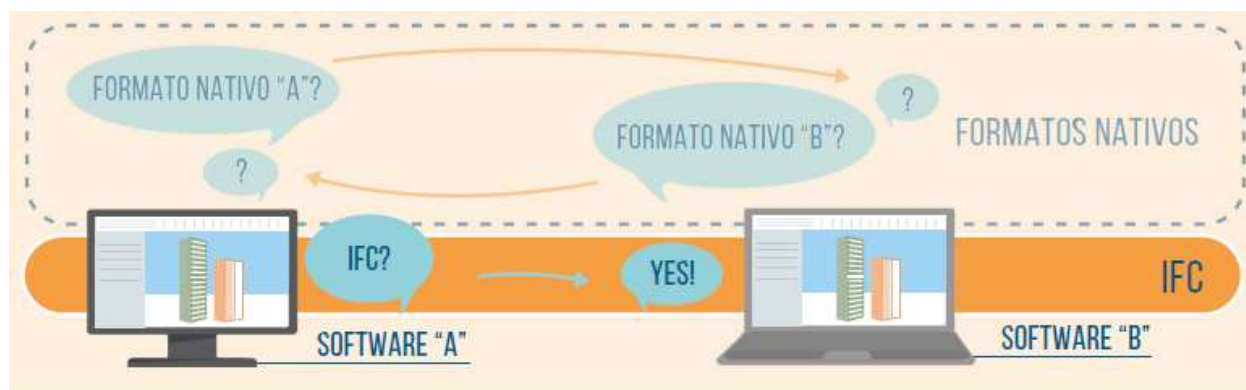 FORMATO NATIVO "A"?
?
FORMATO NATIVO "B"?
FORMATOS NATIVOS
?
IFC?
YES!
IFC
SOFTWARE "A"
SOFTWARE "B"